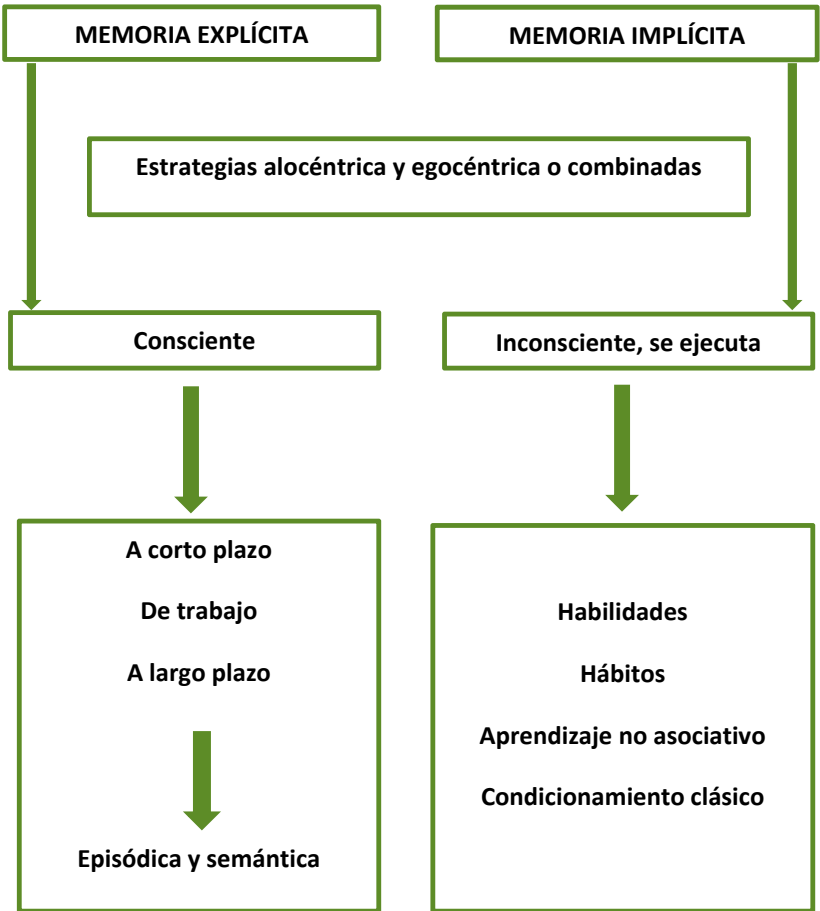 MEMORIA EXPLÍCITA
MEMORIA IMPLÍCITA
Estrategias alocéntrica y egocéntrica o combinadas
Consciente
Inconsciente, se ejecuta
A corto plazo
De trabajo
A largo plazo
Episódica y semántica
Habilidades
Hábitos
Aprendizaje no asociativo
Condicionamiento clásico